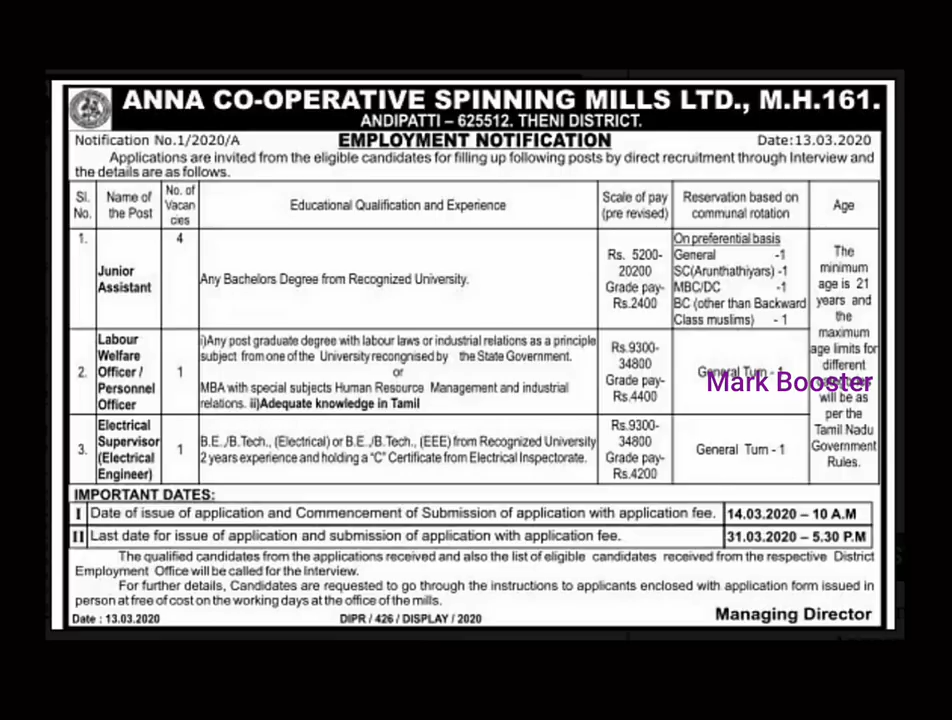 ANNA CO-OPERATIVE SPINNING MILLS LTD., M.H.161.
ANDIPATTI – 625512. THENI DISTRICT.
Notification No.1/2020/A EMPLOYMENT NOTIFICATION Date:13.03.2020
Applications are invited from the eligible candidates for filling up following posts by direct recruitment through Interview and
the details are as follows.
Sl. No.
Name of the Post
No. of Vacan cies
Educational Qualification and Experience
Scale of pay (pre revised)
Reservation based on communal rotation
Age
1.
Junior
Assistant
4
Any Bachelors Degree from Recognized University.
Rs. 5200-
20200
Grade pay-
Rs.2400
On preferential basis
General -1
SC(Arunthathiyars) -1
MBC/DC -1
BC (other than Backward
Class muslims) - 1
The
minimum
age is 21
years and
the
maximum
age limits for
different
will be as
per the
Tamil Nadu
Government
Rules.
2.
Labour
Welfare
Officer /
Personnel
Officer
1
i)Any post graduate degree with labour laws or industrial relations as a principle
subject from one of the University recongnised by the State Government.
or
MBA with special subjects Human Resource Management and industrial
relations. ii)Adequate knowledge in Tamil
Rs.9300-
34800
Grade pay-
Rs.4400
General Turn - 1
Mark Booster
3.
Electrical
Supervisor
(Electrical
Engineer)
1
B.E./B.Tech., (Electrical) or B.E./B.Tech., (EEE) from Recognized University
2 years experience and holding a "C" Certificate from Electrical Inspectorate.
Rs.9300-
34800
Grade pay-
Rs.4200
General Turn - 1
IMPORTANT DATES:
I Date of issue of application and Commencement of Submission of application with application fee. 14.03.2020 – 10 A.M
II Last date for issue of application and submission of application with application fee. 31.03.2020 – 5.30 P.M
The qualified candidates from the applications received and also the list of eligible candidates received from the respective District
Employment Office will be called for the Interview.
For further details, Candidates are requested to go through the instructions to applicants enclosed with application form issued in
person at free of cost on the working days at the office of the mills.
Managing Director
Date : 13.03.2020 DIPR / 426 / DISPLAY / 2020